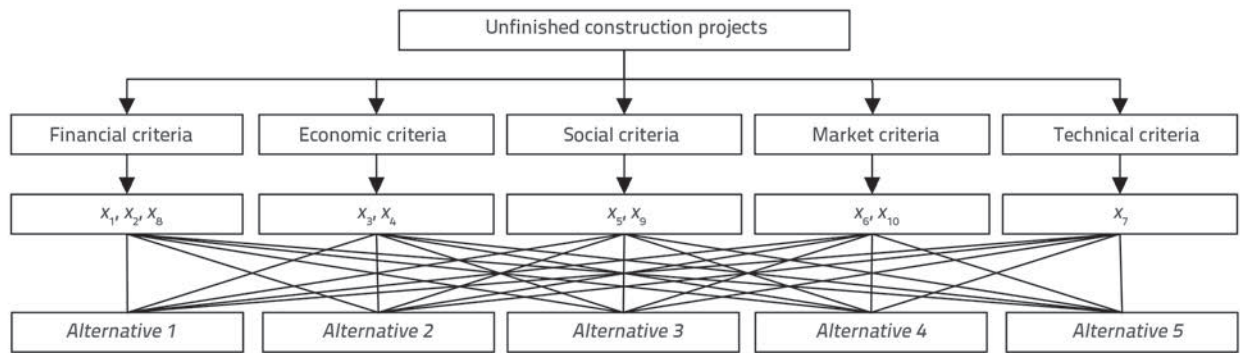 Unfinished construction projects
Financial criteria
Economic criteria
Social criteria
Market criteria
Technical criteria
x₁, x₂, x₈
x₃, x₄
x₅, x₉
x₆, x₁₀
x₇
Alternative 1
Alternative 2
Alternative 3
Alternative 4
Alternative 5